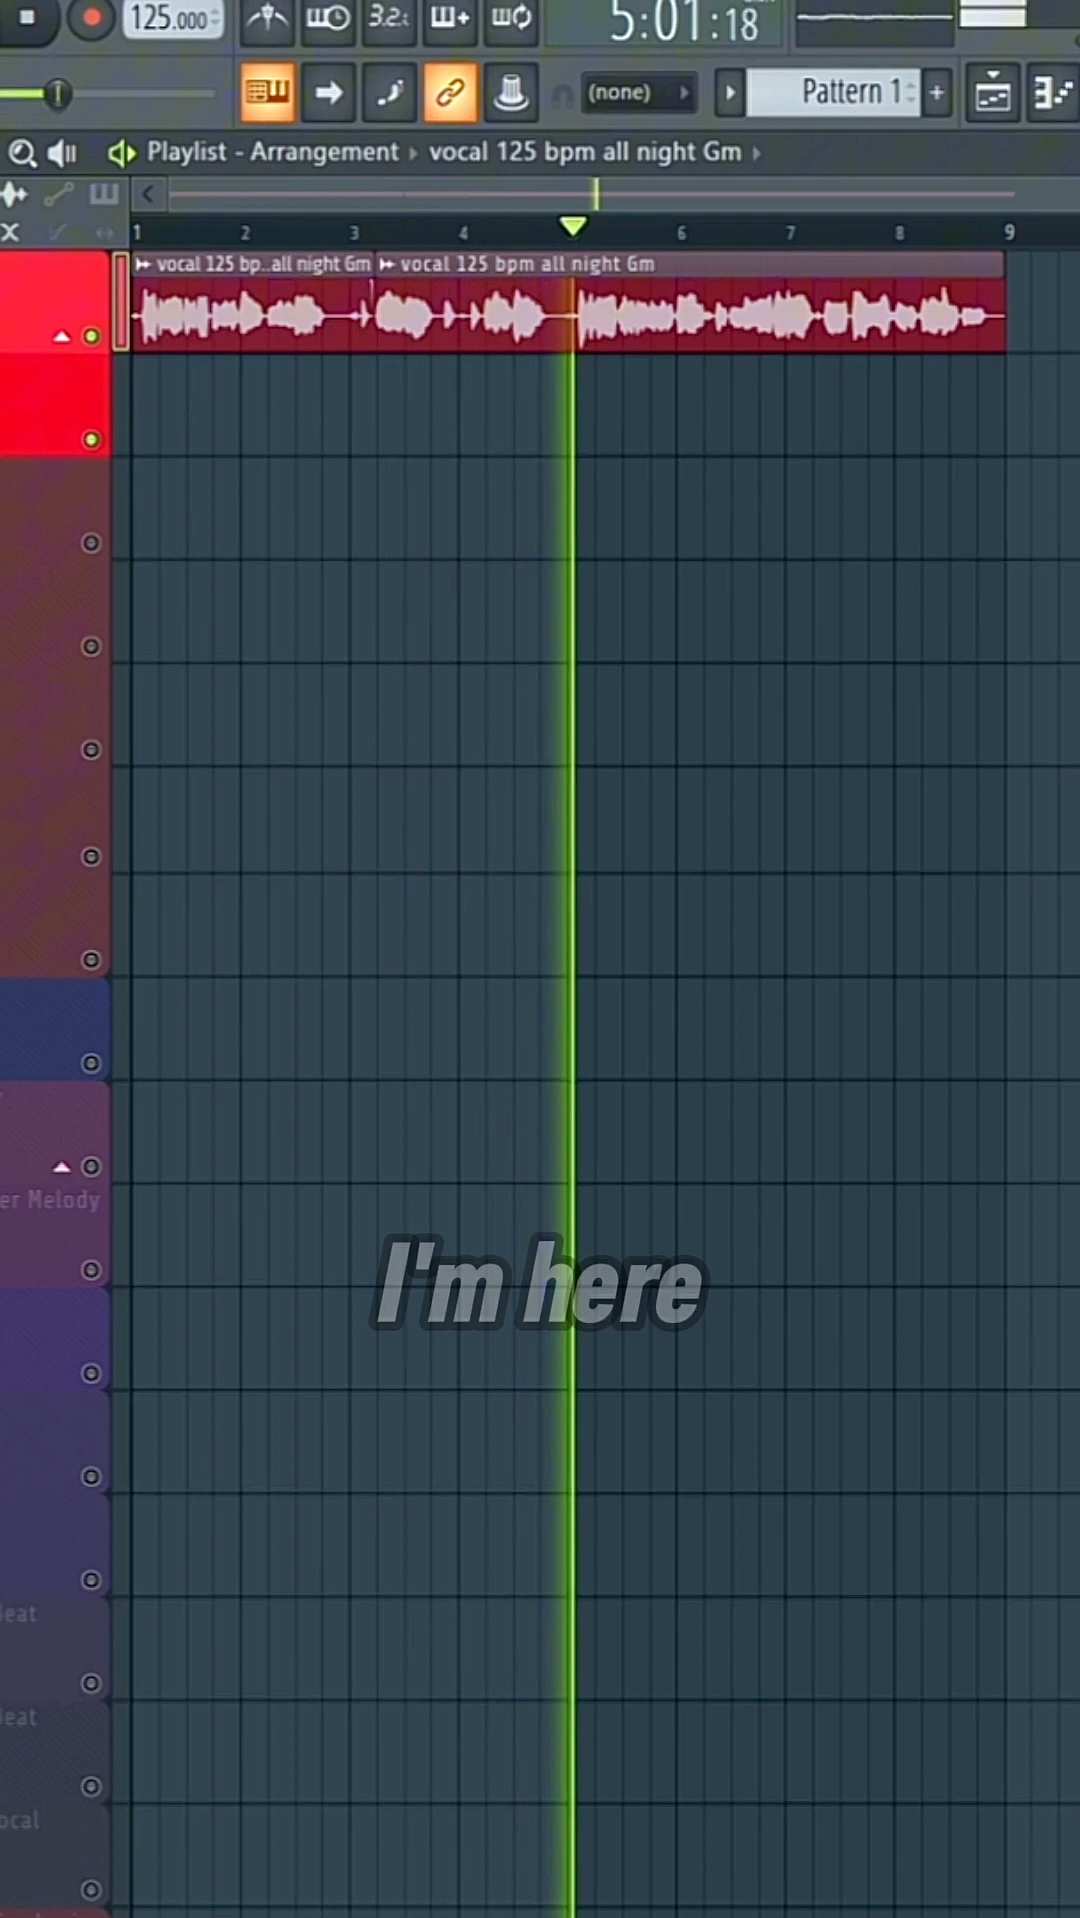 125.000
3.2
5:01:18
(none)
Pattern 1
+
Playlist - Arrangement vocal 125 bpm all night Gm
1 2 3 4 6 7 8 9
vocal 125 bp..all night Gm vocal 125 bpm all night Gm
er Melody
I'm here
eat
eat
ocal